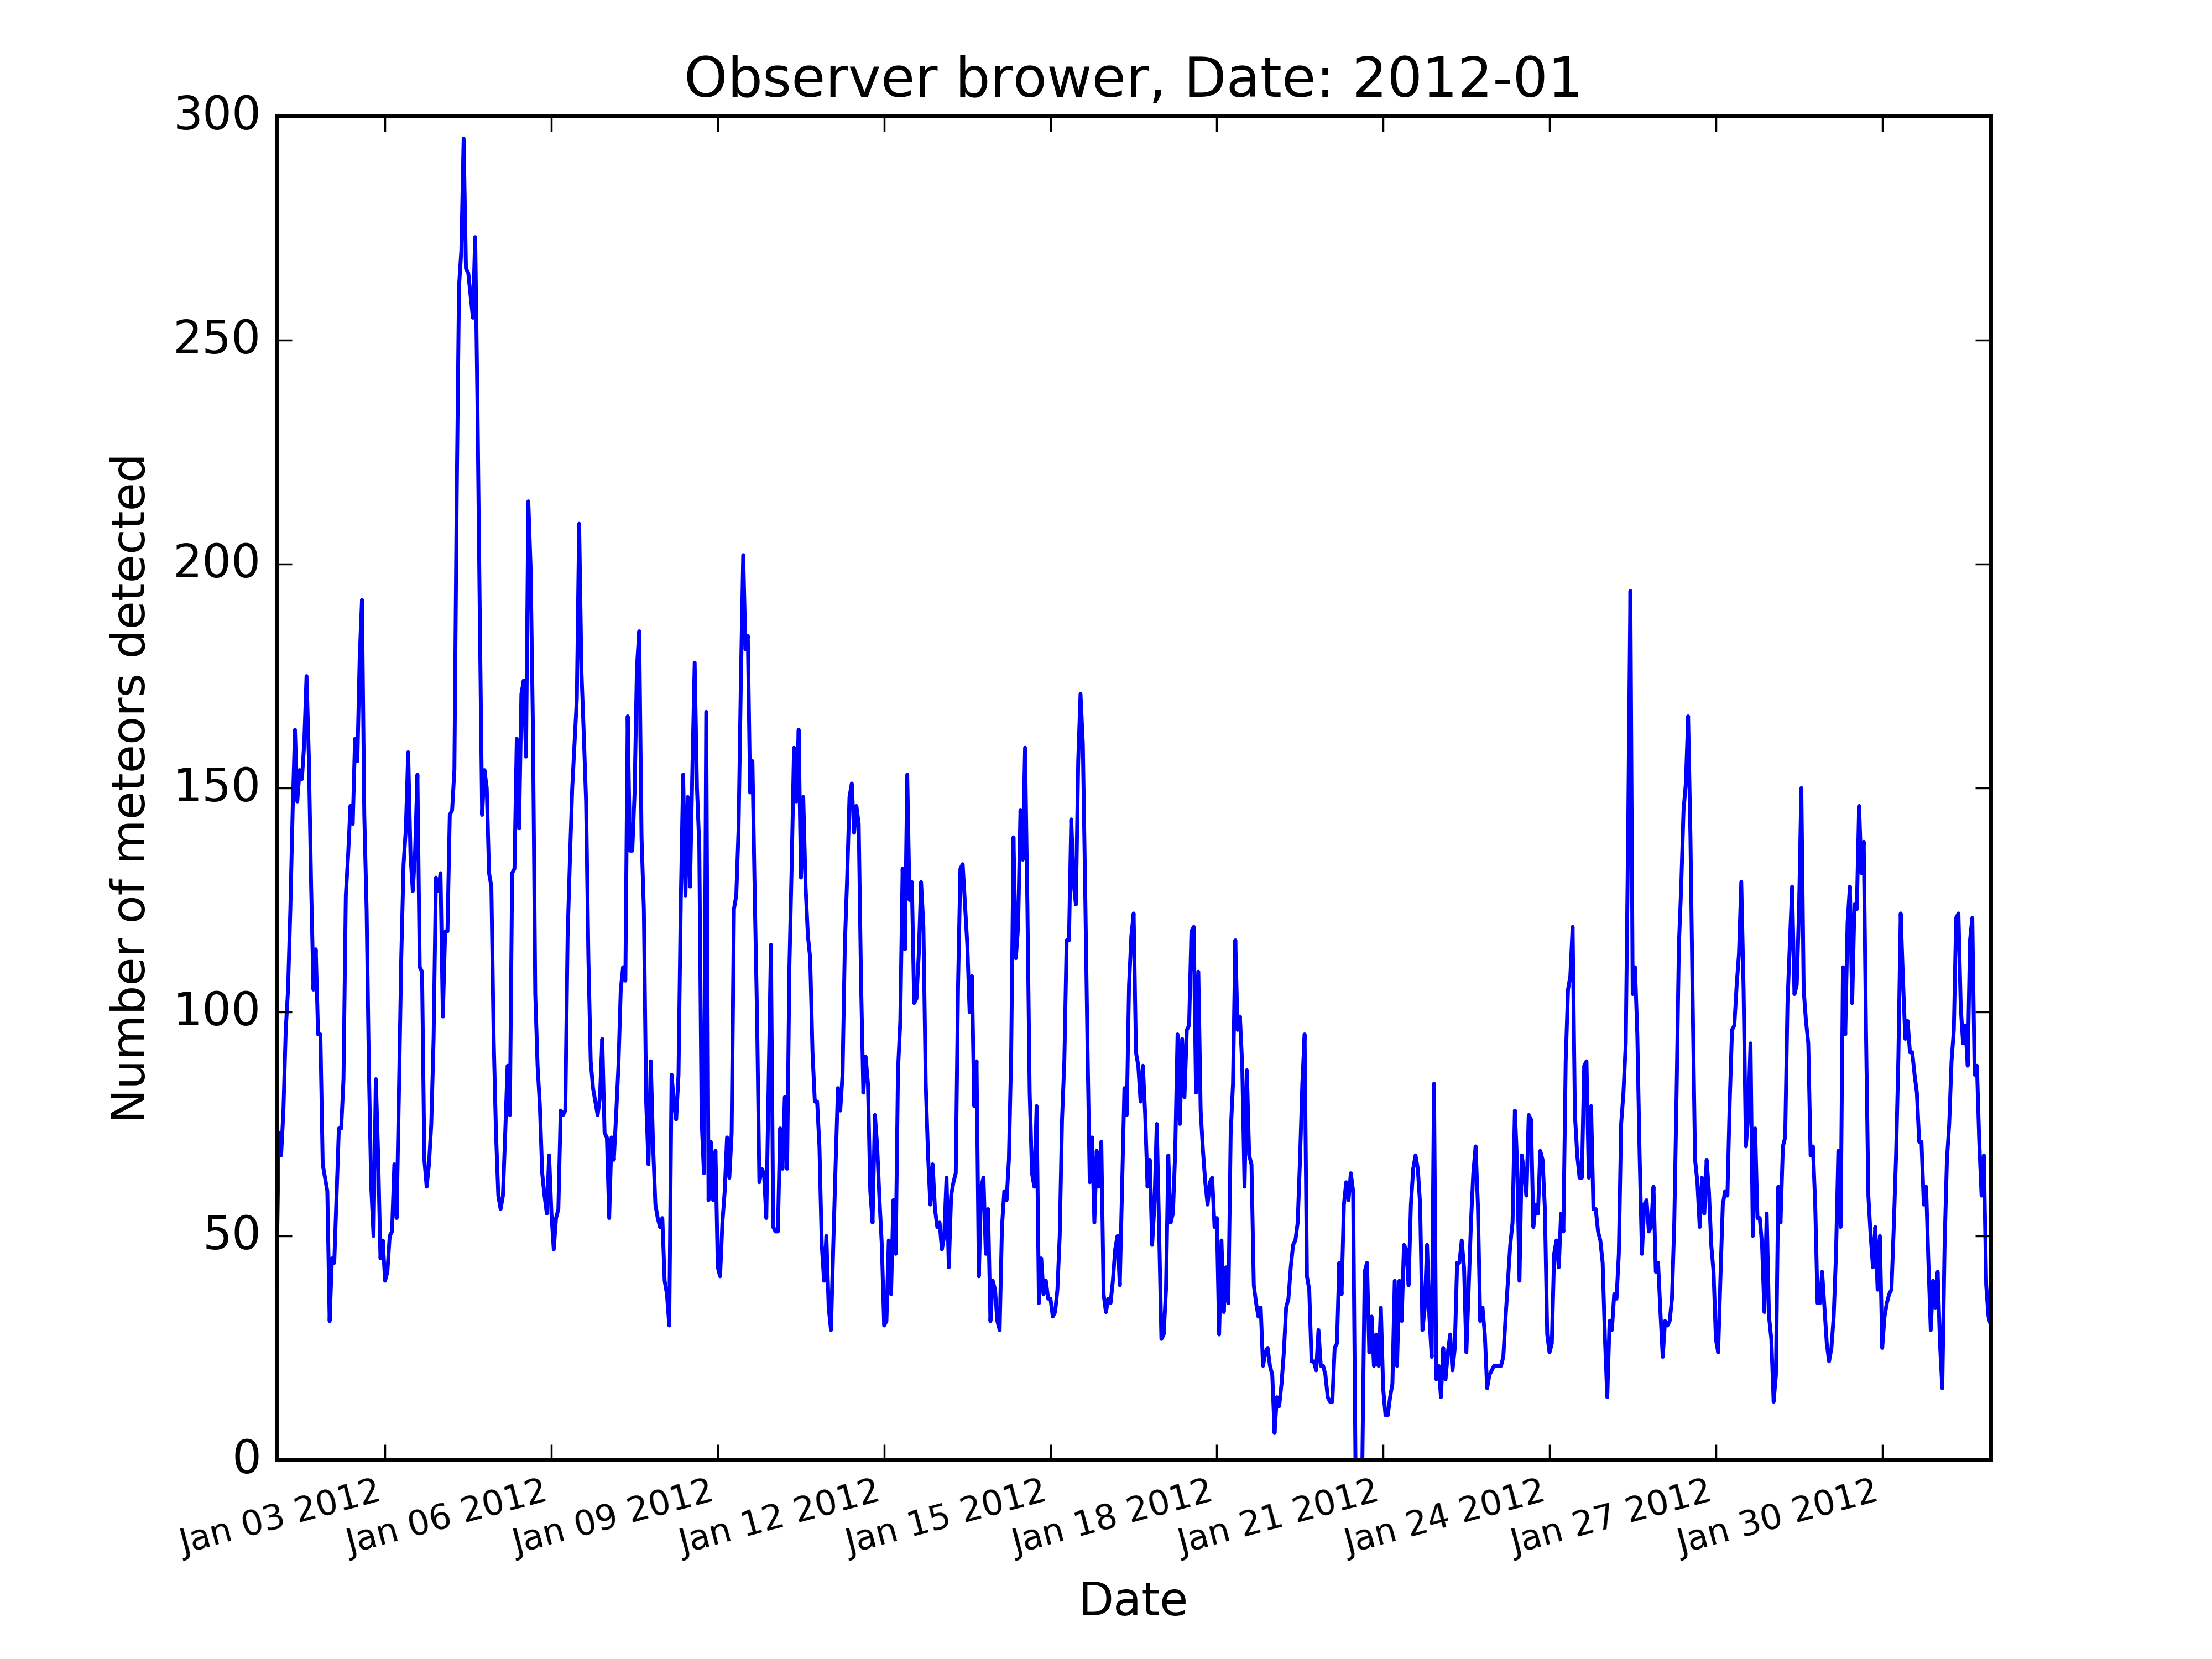 Observer brower, Date: 2012-01
300
250
200
150
100
50
0
Number of meteors detected
Jan 03 2012
Jan 06 2012
Jan 09 2012
Jan 12 2012
Jan 15 2012
Jan 18 2012
Jan 21 2012
Jan 24 2012
Jan 27 2012
Jan 30 2012
Date